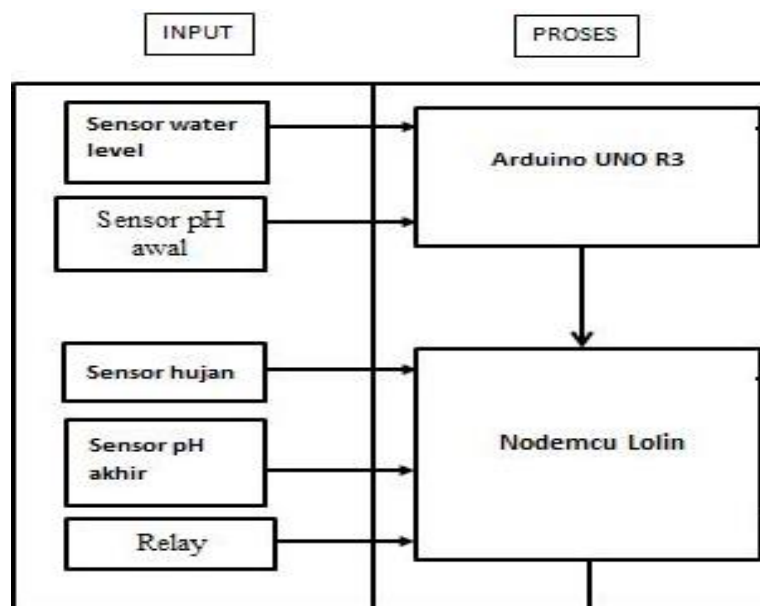 INPUT
PROSES
Sensor water
level
Arduino UNO R3
Sensor pH
awal
Sensor hujan
Nodemcu Lolin
Sensor pH
akhir
Relay